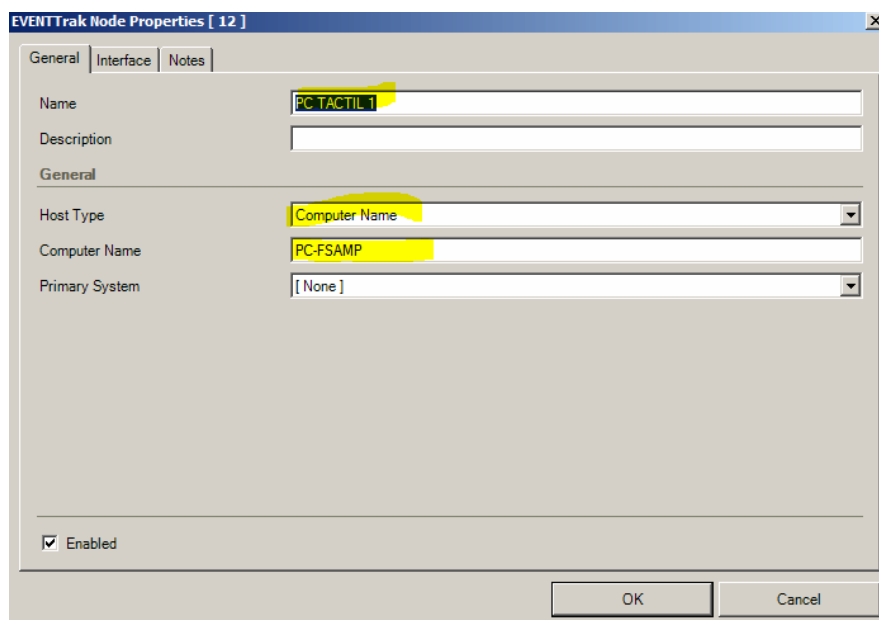 EVENTTrak Node Properties [ 12 ]
General Interface Notes
Name PC TACTIL 1
Description
General
Host Type Computer Name
Computer Name PC-FSAMP
Primary System [ None ]
Enabled
OK Cancel